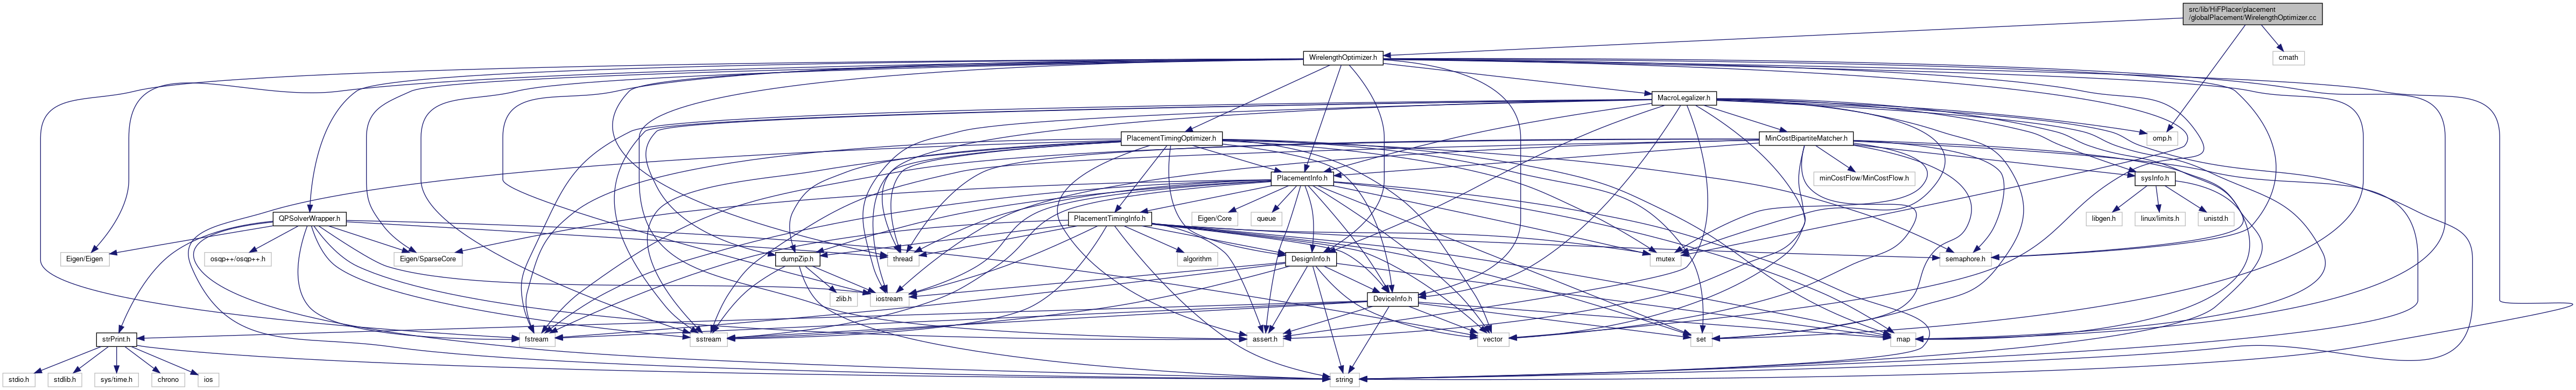 src/lib/HiFPlacer/placement
/globalPlacement/WirelengthOptimizer.cc
WirelengthOptimizer.h
cmath
MacroLegalizer.h
PlacementTimingOptimizer.h
MinCostBipartiteMatcher.h
omp.h
PlacementInfo.h
minCostFlow/MinCostFlow.h
sysInfo.h
QPSolverWrapper.h
PlacementTimingInfo.h
Eigen/Core
queue
libgen.h
linux/limits.h
unistd.h
Eigen/Eigen
osqp++/osqp++.h
Eigen/SparseCore
dumpZip.h
thread
algorithm
DesignInfo.h
mutex
semaphore.h
zlib.h
iostream
DeviceInfo.h
strPrint.h
fstream
sstream
assert.h
vector
set
map
stdio.h
stdlib.h
sys/time.h
chrono
ios
string